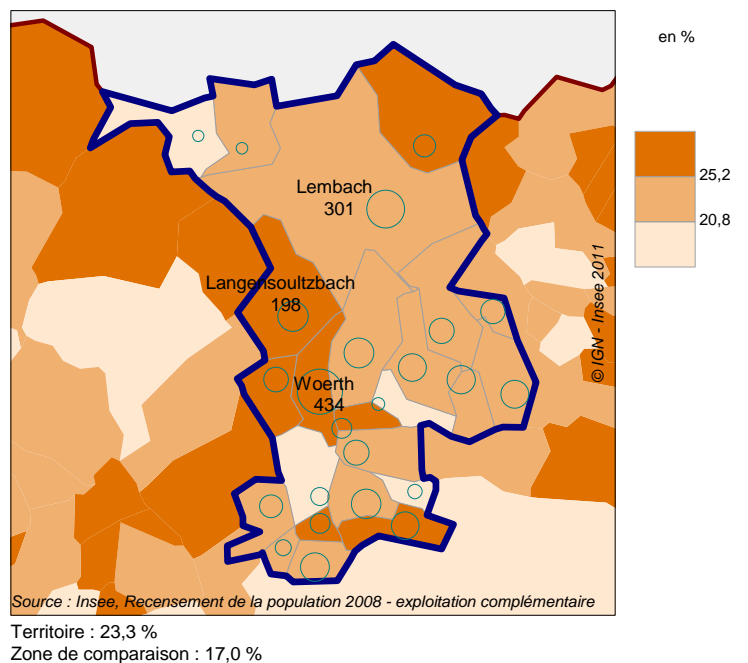 en %
25,2
20,8
Lembach
301
Langensoultzbach
198
Woerth
434
© IGN - Insee 2011
Source : Insee, Recensement de la population 2008 - exploitation complémentaire
Territoire : 23,3 %
Zone de comparaison : 17,0 %